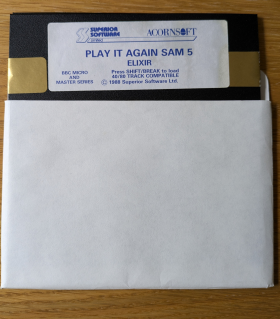 SUPERIOR SOFTWARE
Limited
ACORNSOFT
PLAY IT AGAIN SAM 5
ELIXIR
BBC MICRO
AND
MASTER SERIES
Press SHIFT/BREAK to load
40/80 TRACK COMPATIBLE
© 1988 Superior Software Ltd.